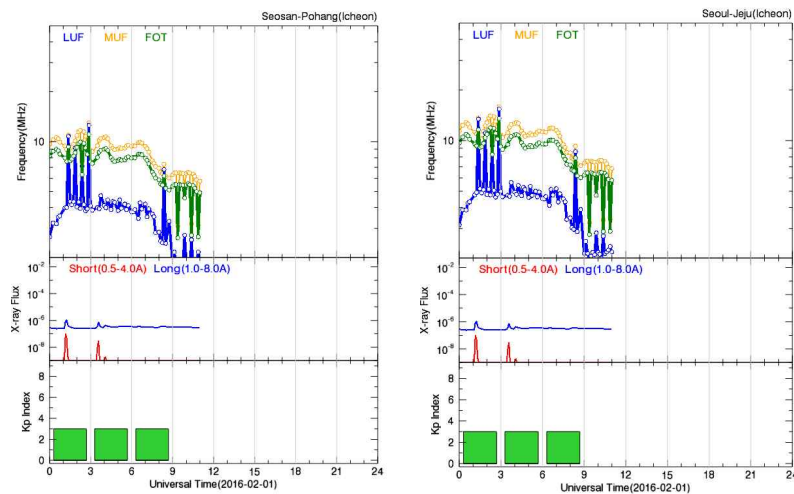 Seosan-Pohang(Icheon)
LUF MUF FOT
10
Frequency(MHz)
Short(0.5-4.0A) Long(1.0-8.0A)
10-2
10-4
10-6
10-8
X-ray Flux
8
6
4
2
0
Kp Index
0 3 6 9 12 15 18 21 24
Universal Time(2016-02-01)
Seoul-Jeju(Icheon)
LUF MUF FOT
10
Frequency(MHz)
Short(0.5-4.0A) Long(1.0-8.0A)
10-2
10-4
10-6
10-8
X-ray Flux
8
6
4
2
0
Kp Index
0 3 6 9 12 15 18 21 24
Universal Time(2016-02-01)